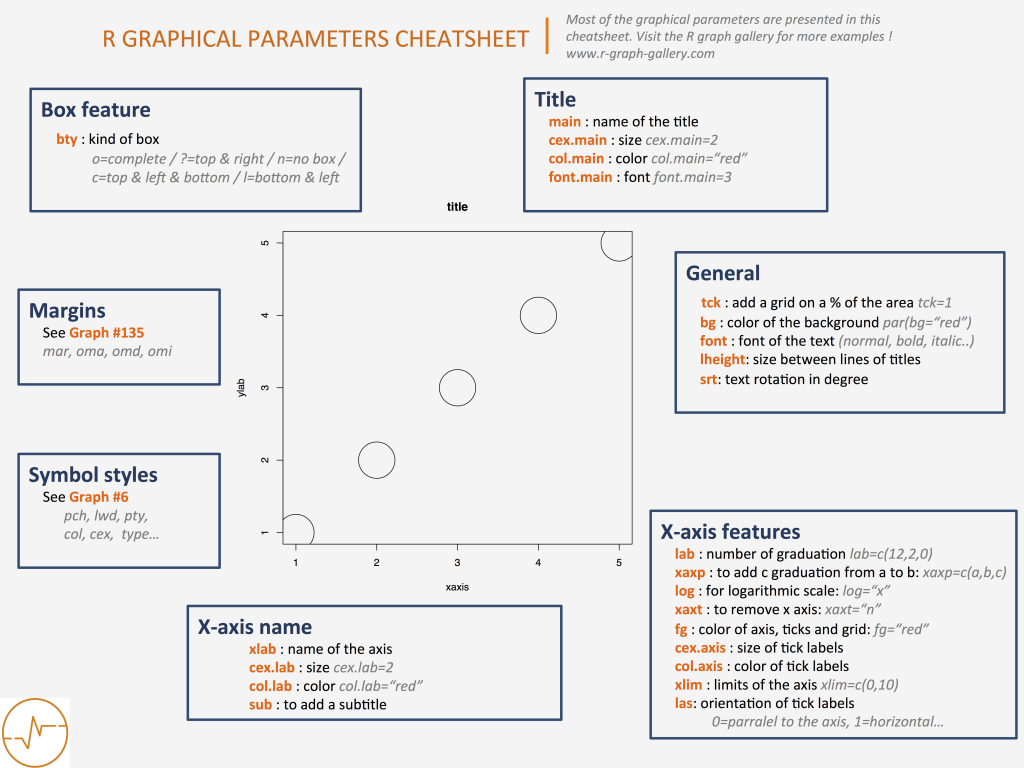 R GRAPHICAL PARAMETERS CHEATSHEET
Most of the graphical parameters are presented in this
cheatsheet. Visit the R graph gallery for more examples !
www.r-graph-gallery.com
Box feature
bty : kind of box
o=complete / ?=top & right / n=no box /
c=top & left & bottom / l=bottom & left
Title
main : name of the title
cex.main : size cex.main=2
col.main : color col.main=“red”
font.main : font font.main=3
Margins
See Graph #135
mar, oma, omd, omi
Symbol styles
See Graph #6
pch, lwd, pty,
col, cex, type…
title
ylab
5
4
3
2
1
1 2 3 4 5
xaxis
General
tck : add a grid on a % of the area tck=1
bg : color of the background par(bg=“red”)
font : font of the text (normal, bold, italic..)
lheight: size between lines of titles
srt: text rotation in degree
X-axis name
xlab : name of the axis
cex.lab : size cex.lab=2
col.lab : color col.lab=“red”
sub : to add a subtitle
X-axis features
lab : number of graduation lab=c(12,2,0)
xaxp : to add c graduation from a to b: xaxp=c(a,b,c)
log : for logarithmic scale: log=“x”
xaxt : to remove x axis: xaxt=“n”
fg : color of axis, ticks and grid: fg=“red”
cex.axis : size of tick labels
col.axis : color of tick labels
xlim : limits of the axis xlim=c(0,10)
las: orientation of tick labels
0=parralel to the axis, 1=horizontal…